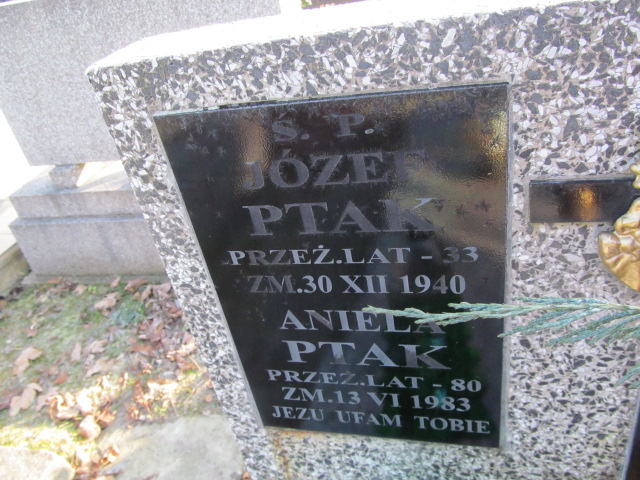 Ś. P.
JÓZEF
PTAK
PRZEŻ.LAT - 33
ZM.30 XII 1940
ANIELA
PTAK
PRZEŻ.LAT - 80
ZM.13 VI 1983
JEZU UFAM TOBIE